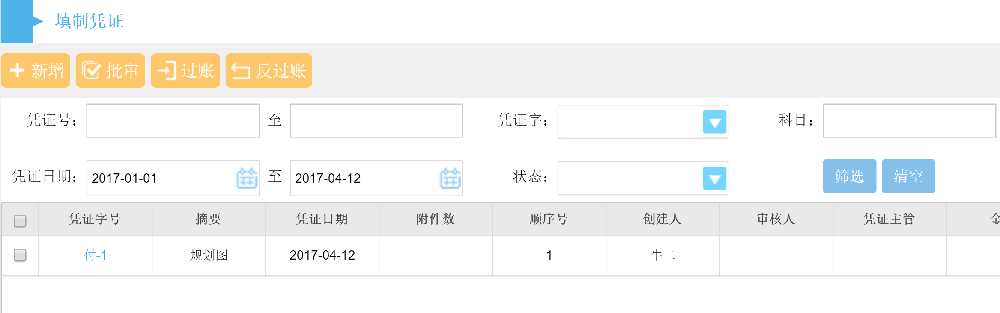 填制凭证
新增 批审 过账 反过账
凭证号： 至 凭证字： 科目：
凭证日期： 2017-01-01 至 2017-04-12 状态： 筛选 清空
凭证字号 摘要 凭证日期 附件数 顺序号 创建人 审核人 凭证主管 金
付-1 规划图 2017-04-12 1 牛二